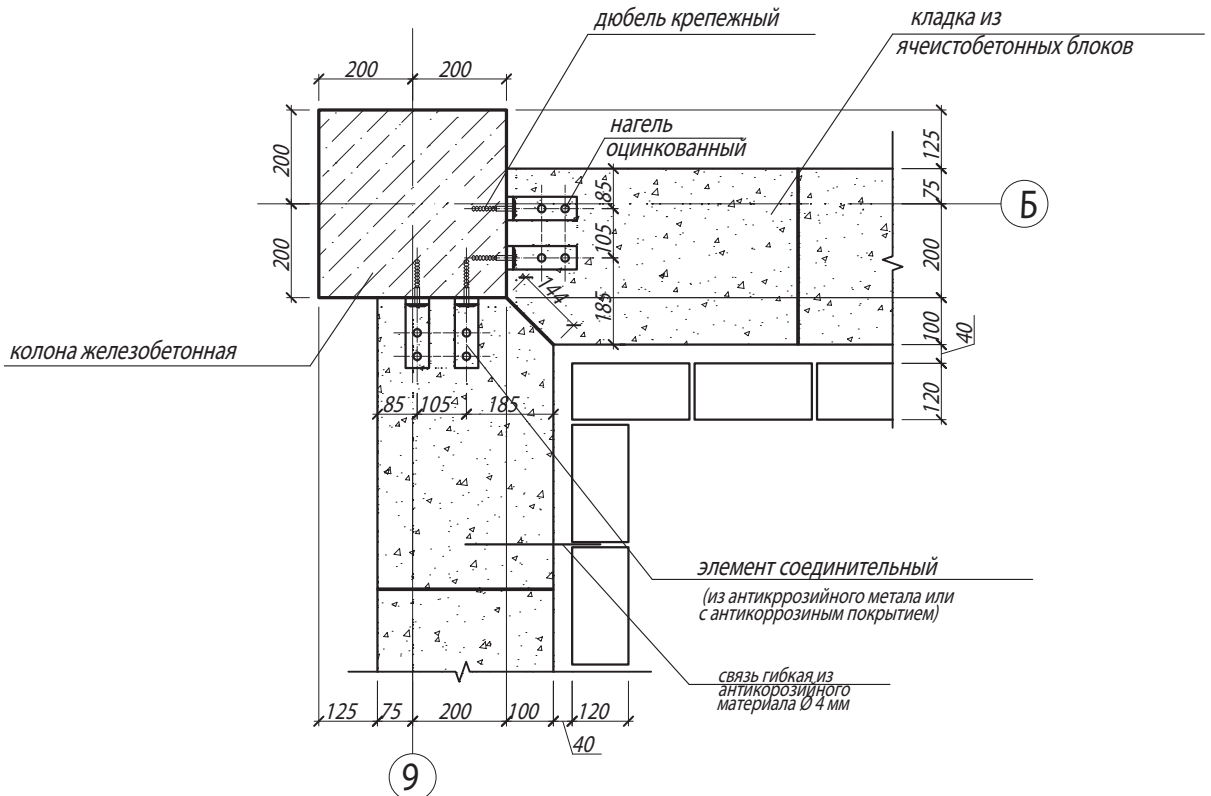 дюбель крепежный
кладка из
ячеистобетонных блоков
200 200
нагель
оцинкованный
200
200
125
75
200
100
40
120
Б
85
105
185
144
колона железобетонная
85 105 185
элемент соединительный
(из антикррозийного метала или
с антикоррозиным покрытием)
связь гибкая из
антикорозийного
материала Ø 4 мм
125 75 200 100 120
40
9